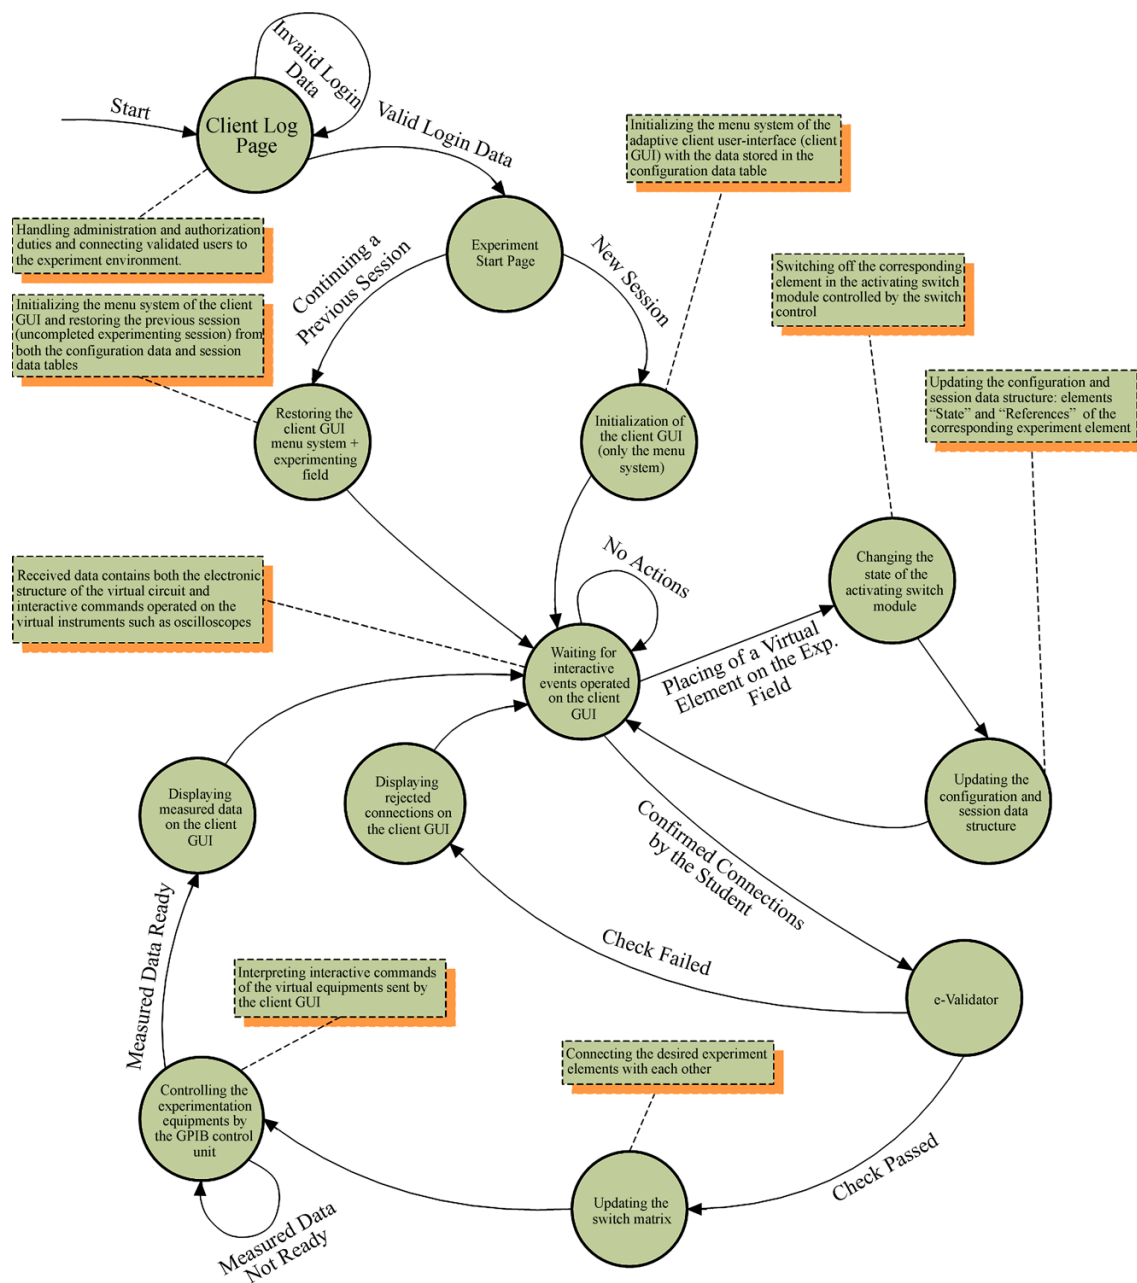 Invalid Login
Data
Start
Client Log
Page
Valid Login Data
Initializing the menu system of the
adaptive client user-interface (client
GUI) with the data stored in the
configuration data table
Handling administration and authorization
duties and connecting validated users to
the experiment environment.
Experiment
Start Page
Continuing a
Previous Session
New Session
Switching off the corresponding
element in the activating switch
module controlled by the switch
control
Initializing the menu system of the client
GUI and restoring the previous session
(uncompleted experimenting session) from
both the configuration data and session
data tables
Updating the configuration and
session data structure: elements
“State” and “References” of the
corresponding experiment element
Restoring the
client GUI
menu system +
experimenting
field
Initialization of
the client GUI
(only the menu
system)
No Actions
Changing the
state of the
activating switch
module
Received data contains both the electronic
structure of the virtual circuit and
interactive commands operated on the
virtual instruments such as oscilloscopes
Waiting for
interactive
events operated
on the client
GUI
Placing of a Virtual
Element on the Exp.
Field
Displaying
measured data
on the client
GUI
Displaying
rejected
connections on
the client GUI
Updating the
configuration and
session data
structure
Confirmed Connections
by the Student
Measured Data Ready
Check Failed
Interpreting interactive commands
of the virtual equipments sent by
the client GUI
e-Validator
Connecting the desired experiment
elements with each other
Controlling the
experimentation
equipments by
the GPIB control
unit
Check Passed
Updating the
switch matrix
Measured Data
Not Ready